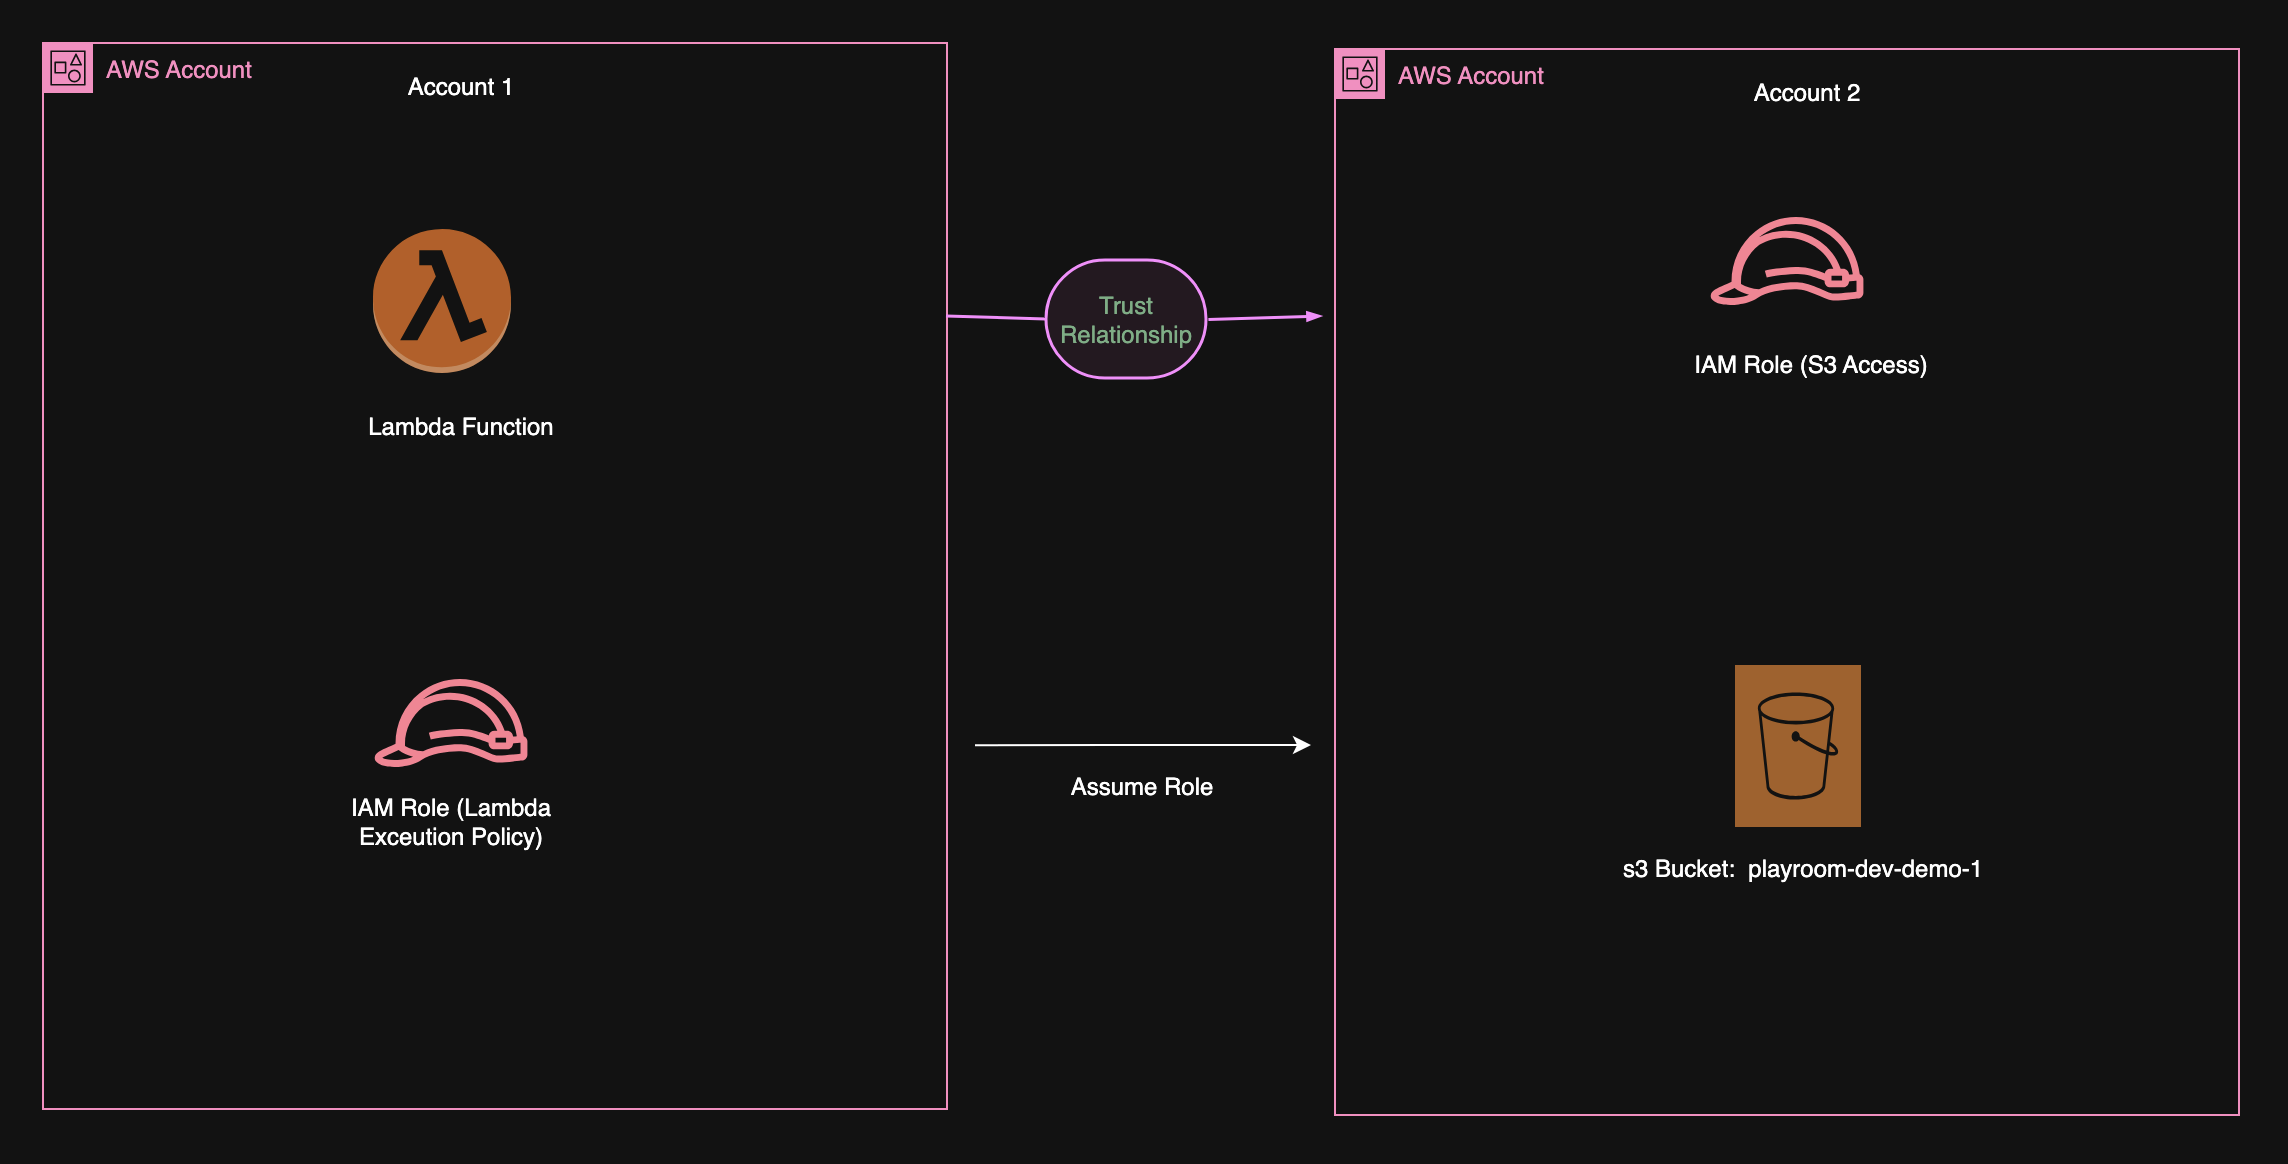 AWS Account
Account 1
Lambda Function
IAM Role (Lambda
Exceution Policy)
Trust
Relationship
Assume Role
AWS Account
Account 2
IAM Role (S3 Access)
s3 Bucket:  playroom-dev-demo-1